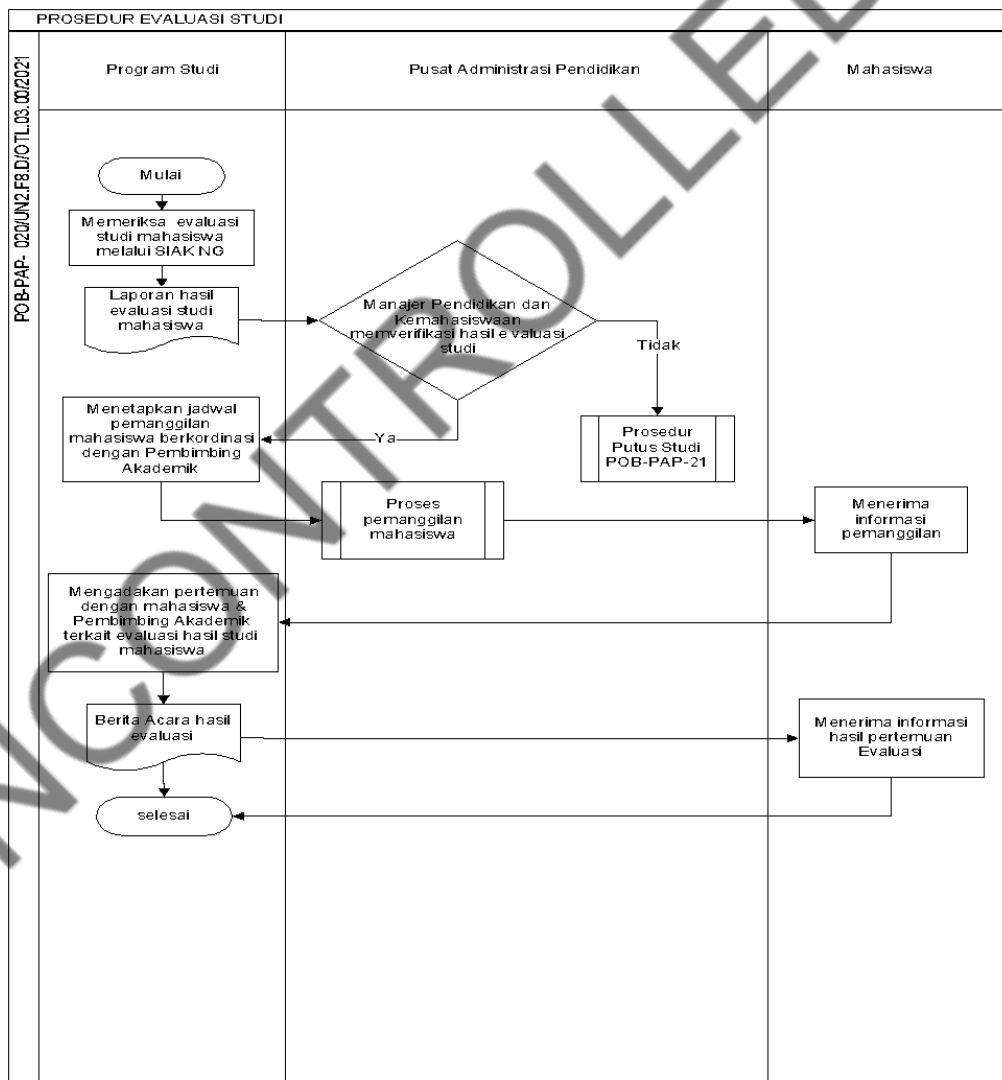 PROSEDUR EVALUASI STUDI
POB-PAP- 020/UN2.F8.D/OTL.03.00/2021
Program Studi
Pusat Administrasi Pendidikan
Mahasiswa
Mulai
Memeriksa evaluasi
studi mahasiswa
melalui SIAK NG
Laporan hasil
evaluasi studi
mahasiswa
Manajer Pendidikan dan
Kemahasiswaan
memverifikasi hasil evaluasi
studi
Tidak
Ya
Prosedur
Putus Studi
POB-PAP-21
Menetapkan jadwal
pemanggilan
mahasiswa berkordinasi
dengan Pembimbing
Akademik
Proses
pemanggilan
mahasiswa
Menerima
informasi
pemanggilan
Mengadakan pertemuan
dengan mahasiswa &
Pembimbing Akademik
terkait evaluasi hasil studi
mahasiswa
Berita Acara hasil
evaluasi
Menerima informasi
hasil pertemuan
Evaluasi
selesai
NCONTROLLED